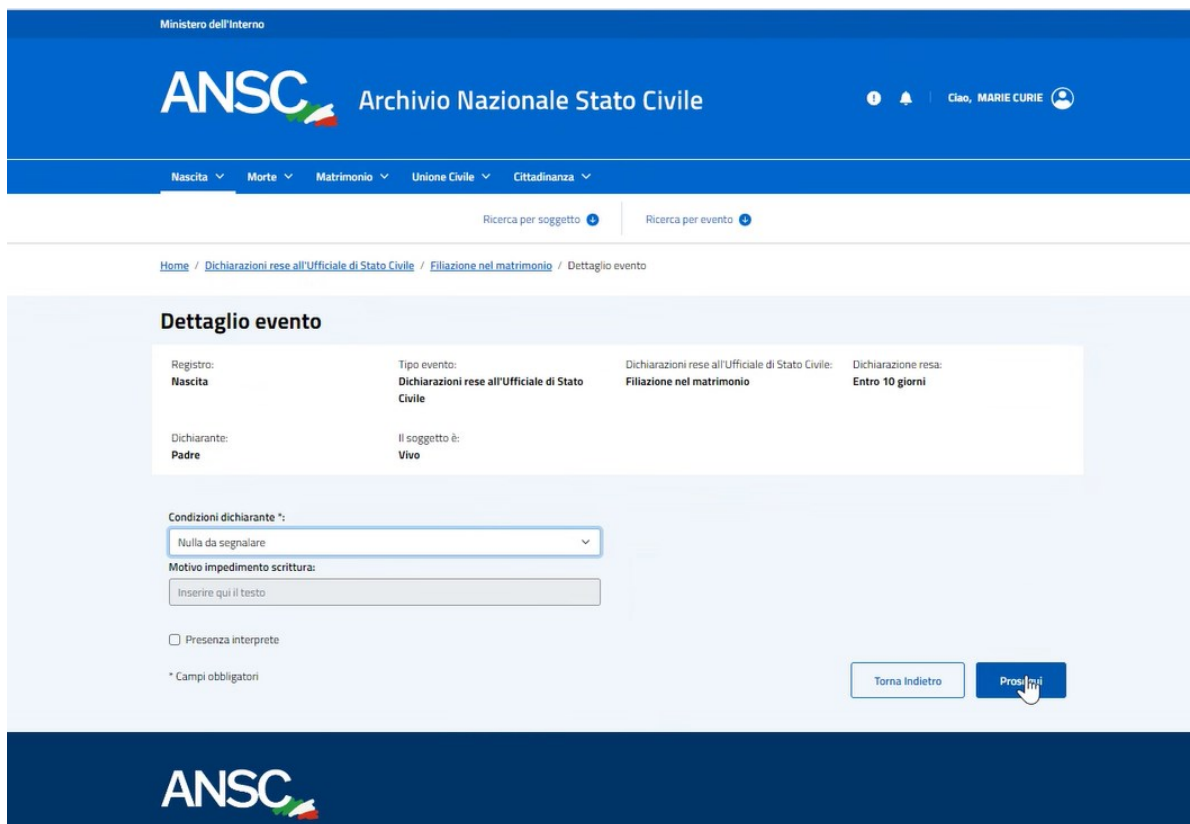 Ministero dell'Interno
ANSC Archivio Nazionale Stato Civile
Ciao, MARIE CURIE
Nascita Morte Matrimonio Unione Civile Cittadinanza
Ricerca per soggetto Ricerca per evento
Home / Dichiarazioni rese all'Ufficiale di Stato Civile / Filiazione nel matrimonio / Dettaglio evento
Dettaglio evento
Registro:
Nascita
Tipo evento:
Dichiarazioni rese all'Ufficiale di Stato
Civile
Dichiarazioni rese all'Ufficiale di Stato Civile:
Filiazione nel matrimonio
Dichiarazione resa:
Entro 10 giorni
Dichiarante:
Padre
Il soggetto è:
Vivo
Condizioni dichiarante *:
Nulla da segnalare
Motivo impedimento scrittura:
Inserire qui il testo
Presenza interprete
* Campi obbligatori
Torna Indietro
Prosegui
ANSC